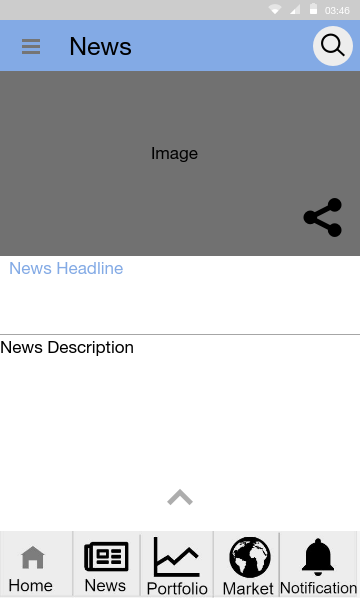 03:46
News
Image
News Headline
News Description
Home
News
Portfolio
Market
Notification